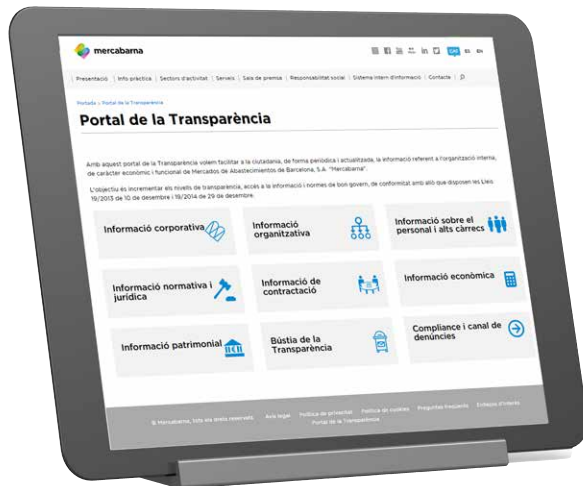 mercabarna
CAT ES EN
Presentació | Info pràctica | Sectors d'activitat | Serveis | Sala de premsa | Responsabilitat social | Sistema intern d'informació | Contacte
Portada > Portal de la Transparència
Portal de la Transparència
Amb aquest portal de la Transparència volem facilitar a la ciutadania, de forma periòdica i actualitzada, la informació referent a l'organització interna,
de caràcter econòmic i funcional de Mercados de Abastecimientos de Barcelona, S.A. "Mercabarna".
L'objectiu és incrementar els nivells de transparència, accés a la informació i normes de bon govern, de conformitat amb allò que disposen les Lleis
19/2013 de 10 de desembre i 19/2014 de 29 de desembre.
Informació corporativa
Informació
organitzativa
Informació sobre el
personal i alts càrrecs
Informació normativa i
jurídica
Informació de
contractació
Informació econòmica
Informació patrimonial
Bústia de la
Transparència
Compliance i canal de
denúncies
© Mercabarna, tots els drets reservats Avís legal Política de privacitat Política de cookies Preguntes freqüents Enllaços d'interès
Portal de la Transparència